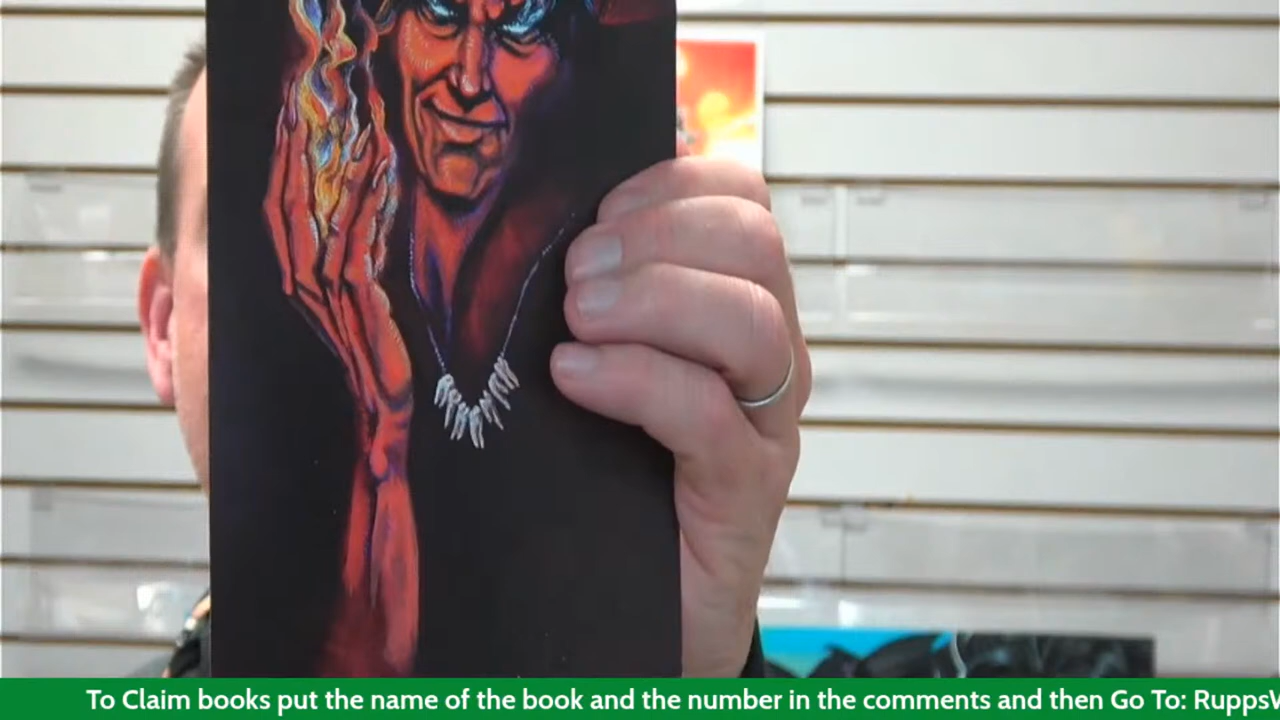 To Claim books put the name of the book and the number in the comments and then Go To: RuppsW